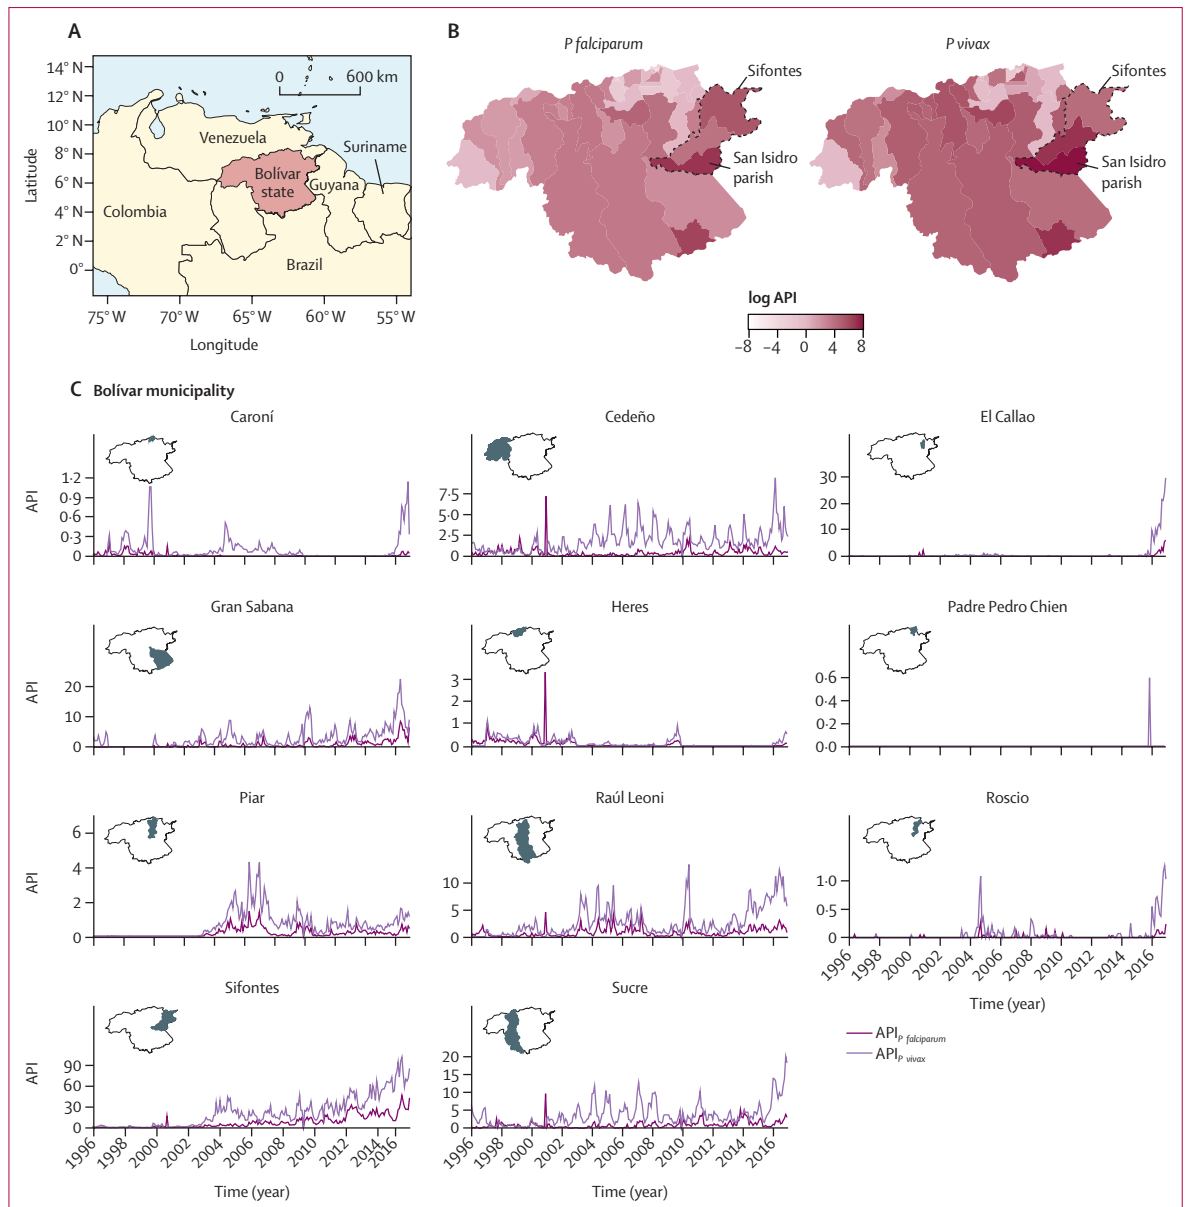 A
14° N
12° N
10° N
8° N
6° N
4° N
2° N
0°
Latitude
0 600 km
Venezuela
Suriname
Bolívar
state
Guyana
Colombia
Brazil
75° W 70° W 65° W 60° W 55° W
Longitude
B
P falciparum
Sifontes
San Isidro
parish
P vivax
Sifontes
San Isidro
parish
log API
–8 –4 0 4 8
C Bolívar municipality
Caroní
API
1·2
0·9
0·6
0·3
0
Cedeño
7·5
5·0
2·5
0
El Callao
30
20
10
0
Gran Sabana
API
20
10
0
Heres
3
2
1
0
Padre Pedro Chien
0·6
0·4
0·2
0·0
Piar
API
6
4
2
0
Raúl Leoni
10
5
0
Roscio
1·0
0·5
0
1996 1998 2000 2002 2004 2006 2008 2010 2012 2014 2016
Time (year)
Sifontes
API
90
60
30
0
1996 1998 2000 2002 2004 2006 2008 2010 2012 2014 2016
Time (year)
Sucre
20
15
10
5
0
1996 1998 2000 2002 2004 2006 2008 2010 2012 2014 2016
Time (year)
API P falciparum
API P vivax